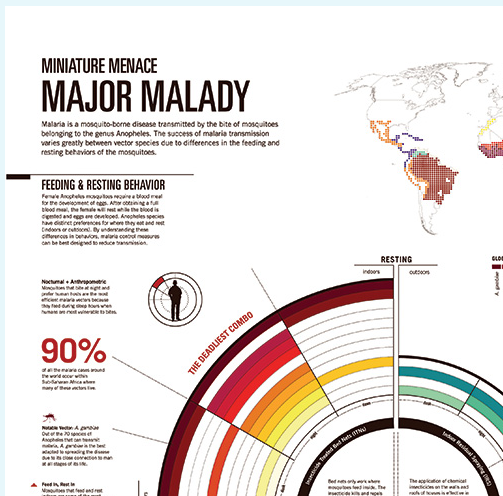 MINIATURE MENACE
MAJOR MALADY
Malaria is a mosquito-borne disease transmitted by the bite of mosquitoes
belonging to the genus Anopheles. The success of malaria transmission
varies greatly between vector species due to differences in the feeding and
resting behaviors of the mosquitoes.
FEEDING & RESTING BEHAVIOR
Female Anopheles mosquitoes require a blood meal
for the development of eggs. After obtaining a full
blood meal, the female will rest while the blood is
digested and eggs are developed. Anopheles species
have distinct preferences for where they eat and rest
(indoors or outdoors). By understanding these
differences in behaviors, malaria control measures
can be best designed to reduce transmission.
RESTING
indoors
outdoors
GLO
A. gambiae
Nocturnal + Anthropometric
Mosquitoes that bite at night and
prefer human foods are the most
efficient malaria vectors because
they feed during sleep hours when
humans are most vulnerable to bites.
THE DEADLIEST COMBO
90%
of all the malaria cases around
the world occur within
Sub-Saharan Africa where
many of these vectors live.
Notable Vector: A. gambiae
Out of the 70 species of
Anopheles that can transmit
malaria, A. gambiae is the best
adapted to spreading the disease
due to its close connection to man
at all stages of its life.
Feed In, Rest In
Mosquitoes that feed and rest
Insecticide Treated Bed Nets (ITNs)
Bed nets only work where
mosquitoes feed inside. The
insecticide kills and repels
Indoor Residual Spraying (IRS)
The application of chemical
insecticides on the walls and
roofs of houses is effective in